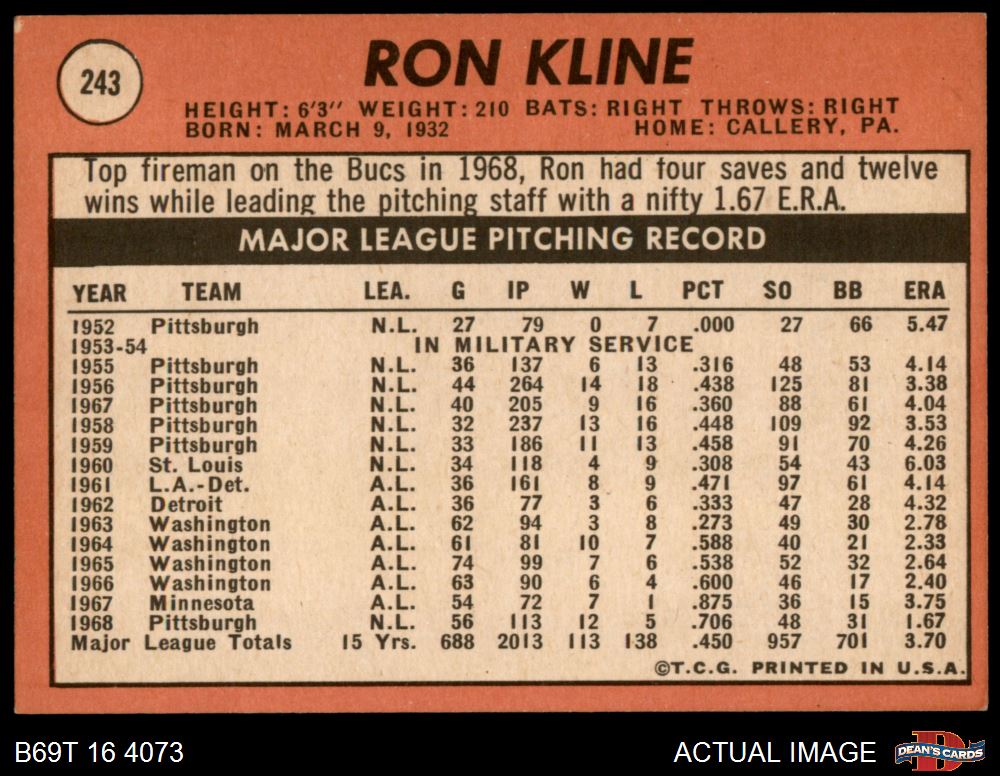 243
RON KLINE
HEIGHT: 6'3" WEIGHT: 210 BATS: RIGHT THROWS: RIGHT
BORN: MARCH 9, 1932 HOME: CALLERY, PA.
Top fireman on the Bucs in 1968, Ron had four saves and twelve
wins while leading the pitching staff with a nifty 1.67 E.R.A.
MAJOR LEAGUE PITCHING RECORD
YEAR TEAM LEA. G IP W L PCT SO BB ERA
1952 Pittsburgh N.L. 27 79 0 7 .000 27 66 5.47
1953-54 IN MILITARY SERVICE
1955 Pittsburgh N.L. 36 137 6 13 .316 48 53 4.14
1956 Pittsburgh N.L. 44 264 14 18 .438 125 81 3.38
1967 Pittsburgh N.L. 40 205 9 16 .360 88 61 4.04
1958 Pittsburgh N.L. 32 237 13 16 .448 109 92 3.53
1959 Pittsburgh N.L. 33 186 11 13 .458 91 70 4.26
1960 St. Louis N.L. 34 118 4 9 .308 54 43 6.03
1961 L.A.-Det. A.L. 36 161 8 9 .471 97 61 4.14
1962 Detroit A.L. 36 77 3 6 .333 47 28 4.32
1963 Washington A.L. 62 94 3 8 .273 49 30 2.78
1964 Washington A.L. 61 81 10 7 .588 40 21 2.33
1965 Washington A.L. 74 99 7 6 .538 52 32 2.64
1966 Washington A.L. 63 90 6 4 .600 46 17 2.40
1967 Minnesota A.L. 54 72 7 1 .875 36 15 3.75
1968 Pittsburgh N.L. 56 113 12 5 .706 48 31 1.67
Major League Totals 15 Yrs. 688 2013 113 138 .450 957 701 3.70
©T.C.G. PRINTED IN U.S.A.
B69T 16 4073 ACTUAL IMAGE DEAN'S CARDS